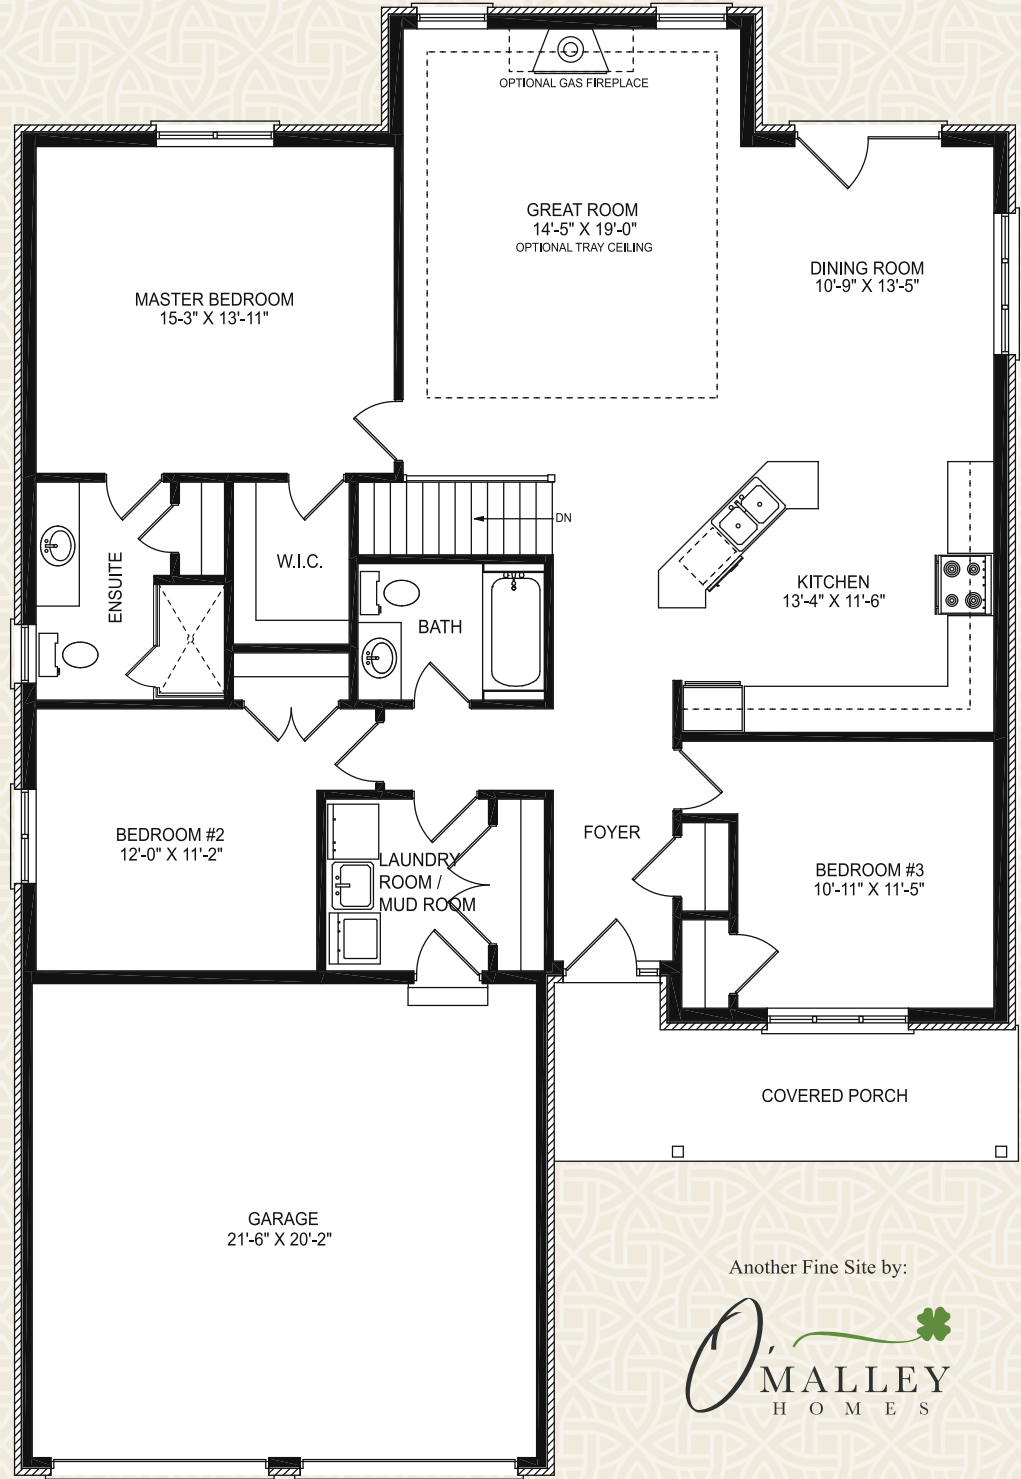 OPTIONAL GAS FIREPLACE
GREAT ROOM
14'-5" X 19'-0"
OPTIONAL TRAY CEILING
DINING ROOM
10'-9" X 13'-5"
MASTER BEDROOM
15-3" X 13'-11"
DN
ENSUITE
W.I.C.
KITCHEN
13'-4" X 11'-6"
BATH
BEDROOM #2
12'-0" X 11'-2"
LAUNDRY
ROOM /
MUD ROOM
FOYER
BEDROOM #3
10'-11" X 11'-5"
COVERED PORCH
GARAGE
21'-6" X 20'-2"
Another Fine Site by:
O'MALLEY
HOMES